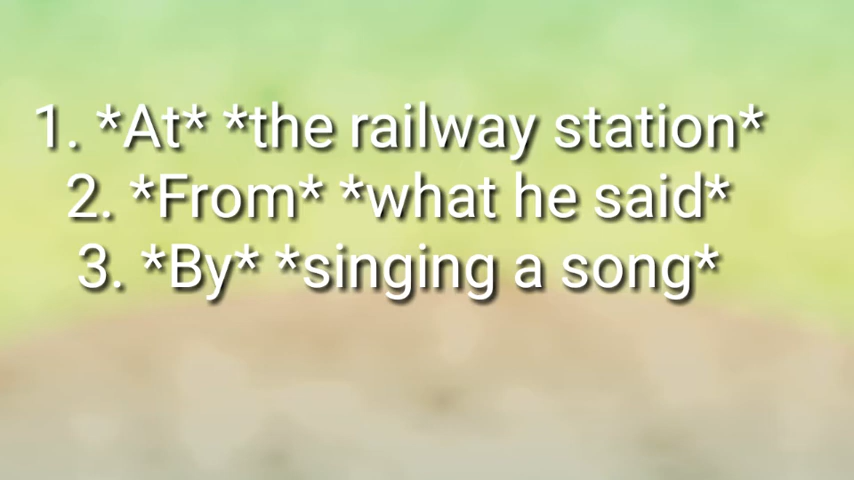 1. *At* *the railway station*
2. *From* *what he said*
3. *By* *singing a song*